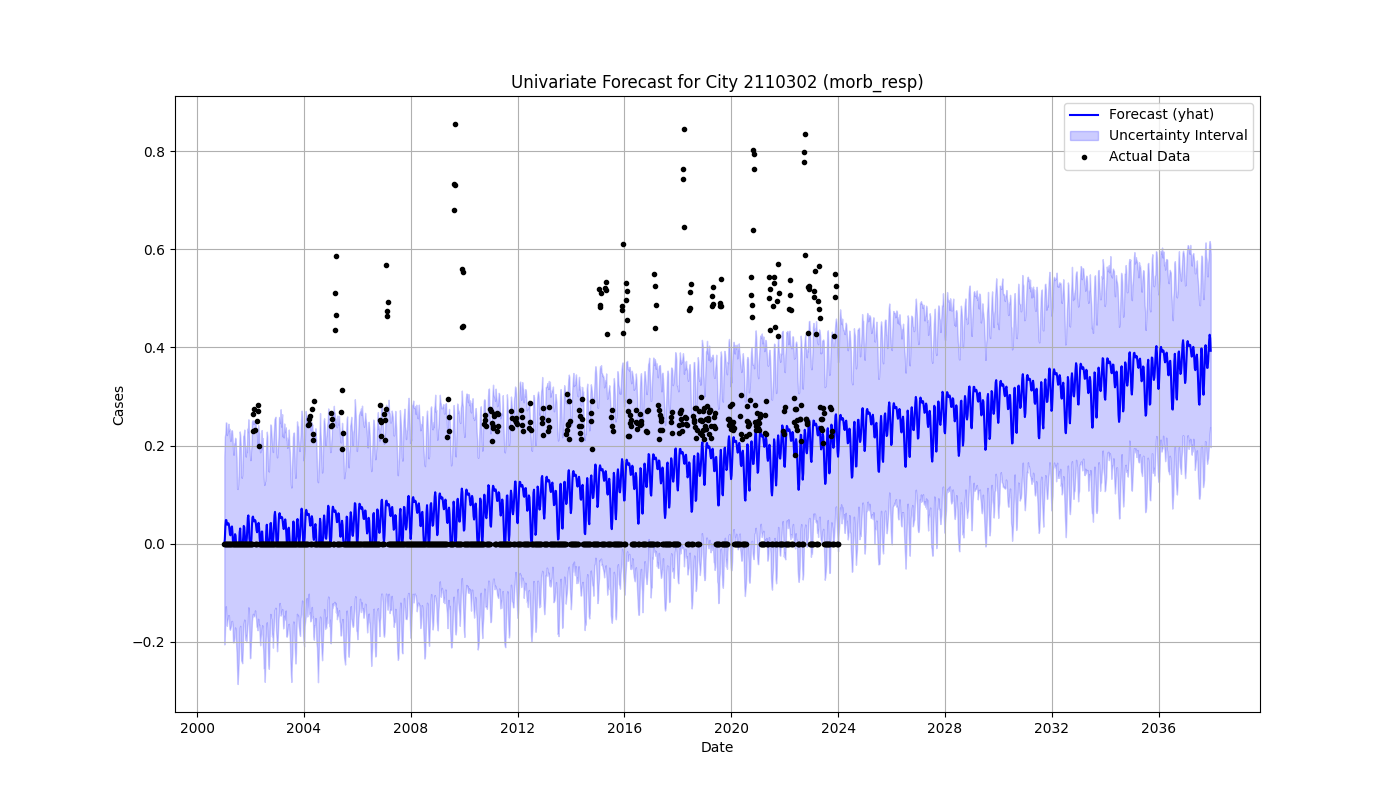 Univariate Forecast for City 2110302 (morb_resp)
Forecast (yhat)
Uncertainty Interval
Actual Data
0.8
0.6
0.4
0.2
0.0
−0.2
Cases
2000 2004 2008 2012 2016 2020 2024 2028 2032 2036
Date